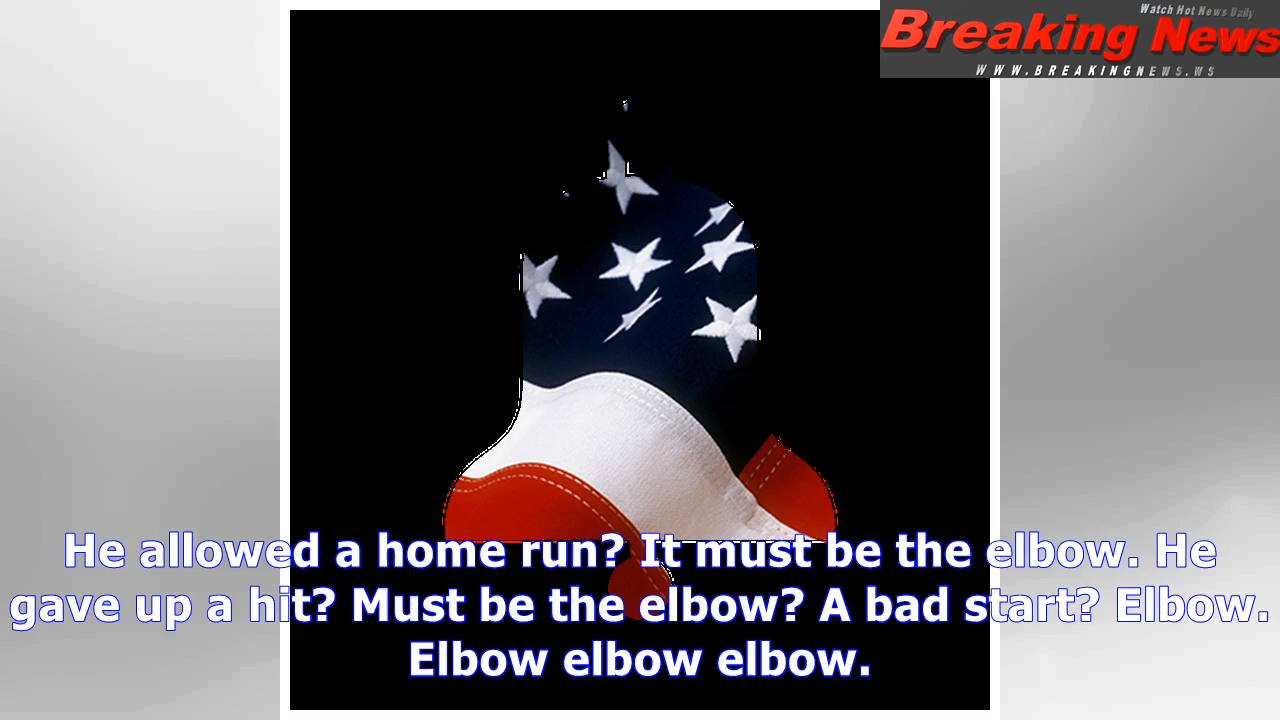 Watch Hot News Daily
Breaking News
WWW.BREAKINGNEWS.WS
He allowed a home run? It must be the elbow. He
gave up a hit? Must be the elbow? A bad start? Elbow.
Elbow elbow elbow.